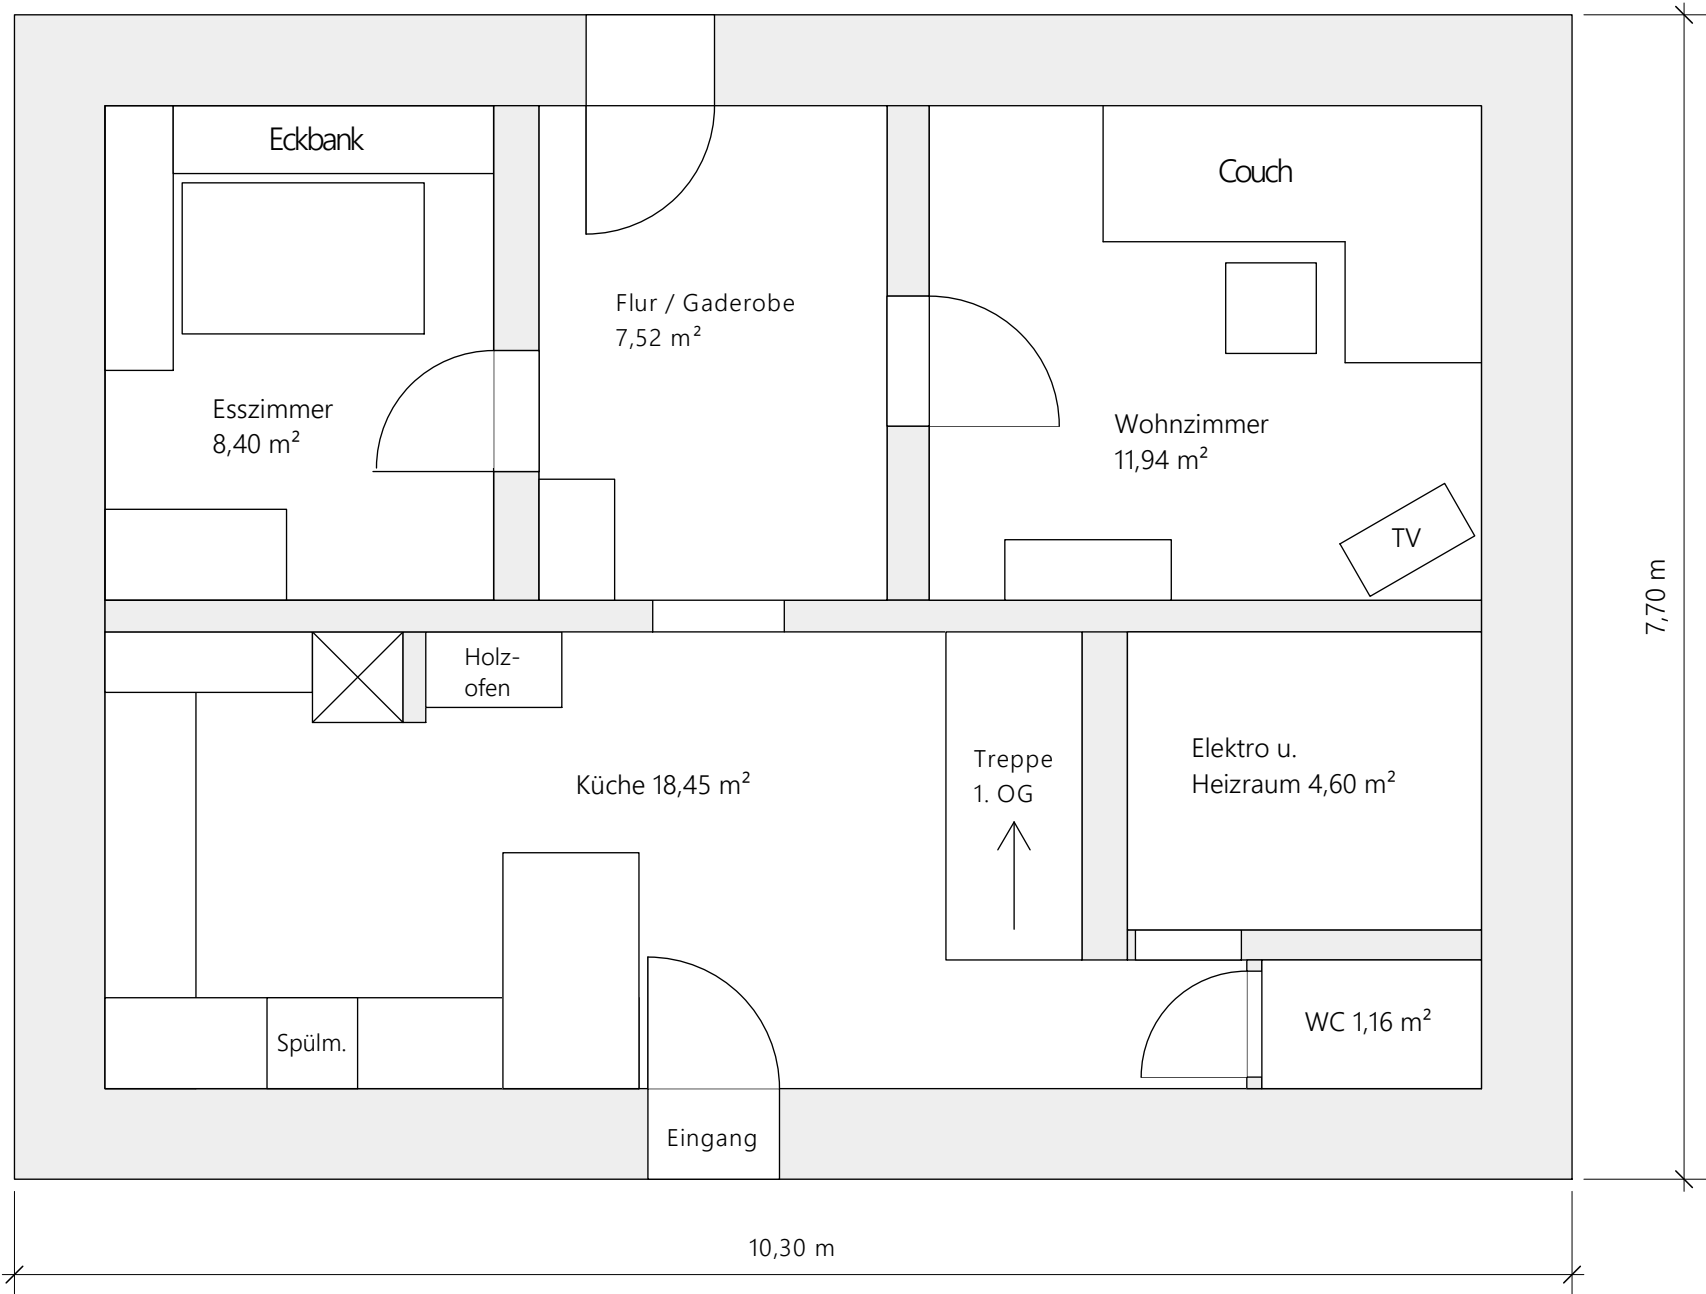 Eckbank
Couch
Flur / Gaderobe
7,52 m²
Esszimmer
8,40 m²
Wohnzimmer
11,94 m²
TV
7,70 m
Holz-
ofen
Treppe
1. OG
Elektro u.
Heizraum 4,60 m²
Küche 18,45 m²
WC 1,16 m²
Spülm.
Eingang
10,30 m